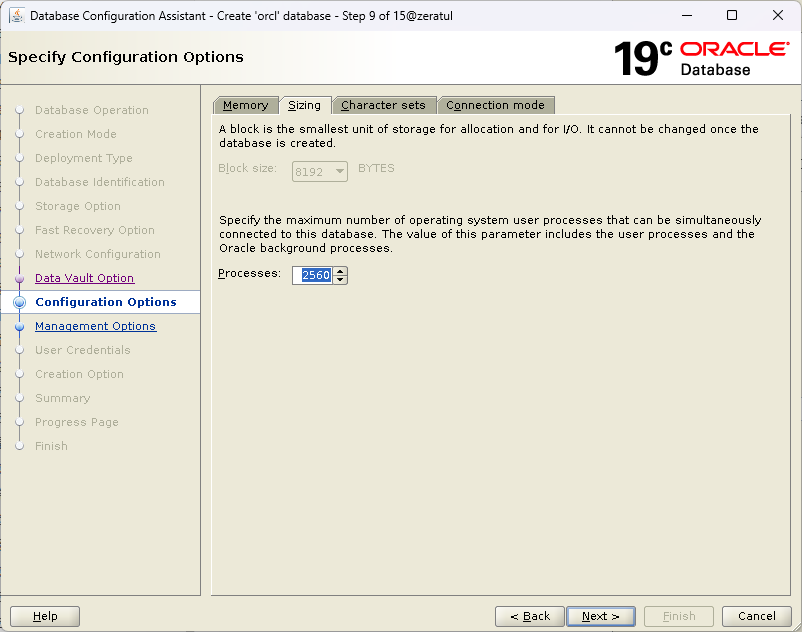 Database Configuration Assistant - Create 'orcl' database - Step 9 of 15@zeratul
Specify Configuration Options
19c ORACLE
Database
Database Operation
Creation Mode
Deployment Type
Database Identification
Storage Option
Fast Recovery Option
Network Configuration
Data Vault Option
Configuration Options
Management Options
User Credentials
Creation Option
Summary
Progress Page
Finish
Memory Sizing Character sets Connection mode
A block is the smallest unit of storage for allocation and for I/O. It cannot be changed once the
database is created.
Block size: 8192 BYTES
Specify the maximum number of operating system user processes that can be simultaneously
connected to this database. The value of this parameter includes the user processes and the
Oracle background processes.
Processes: 2560
Help < Back Next > Finish Cancel